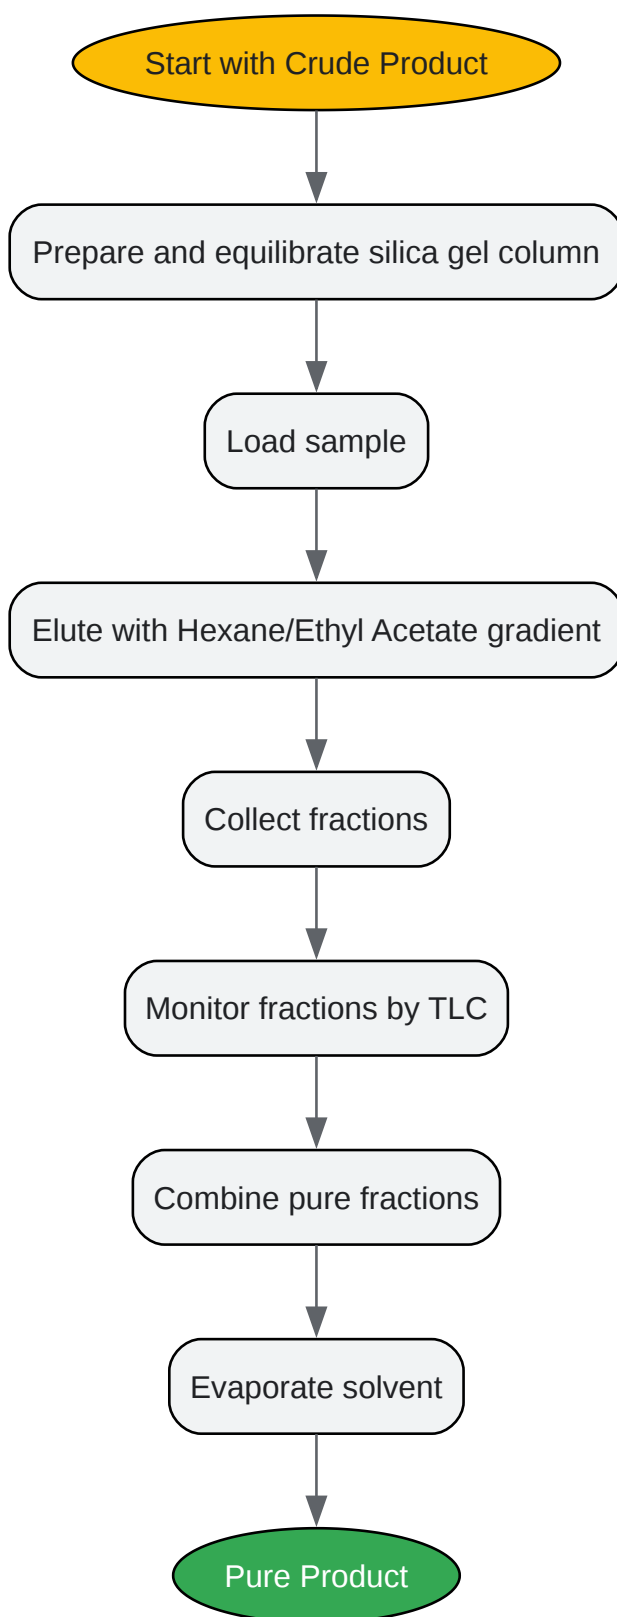 Start with Crude Product
Prepare and equilibrate silica gel column
Load sample
Elute with Hexane/Ethyl Acetate gradient
Collect fractions
Monitor fractions by TLC
Combine pure fractions
Evaporate solvent
Pure Product